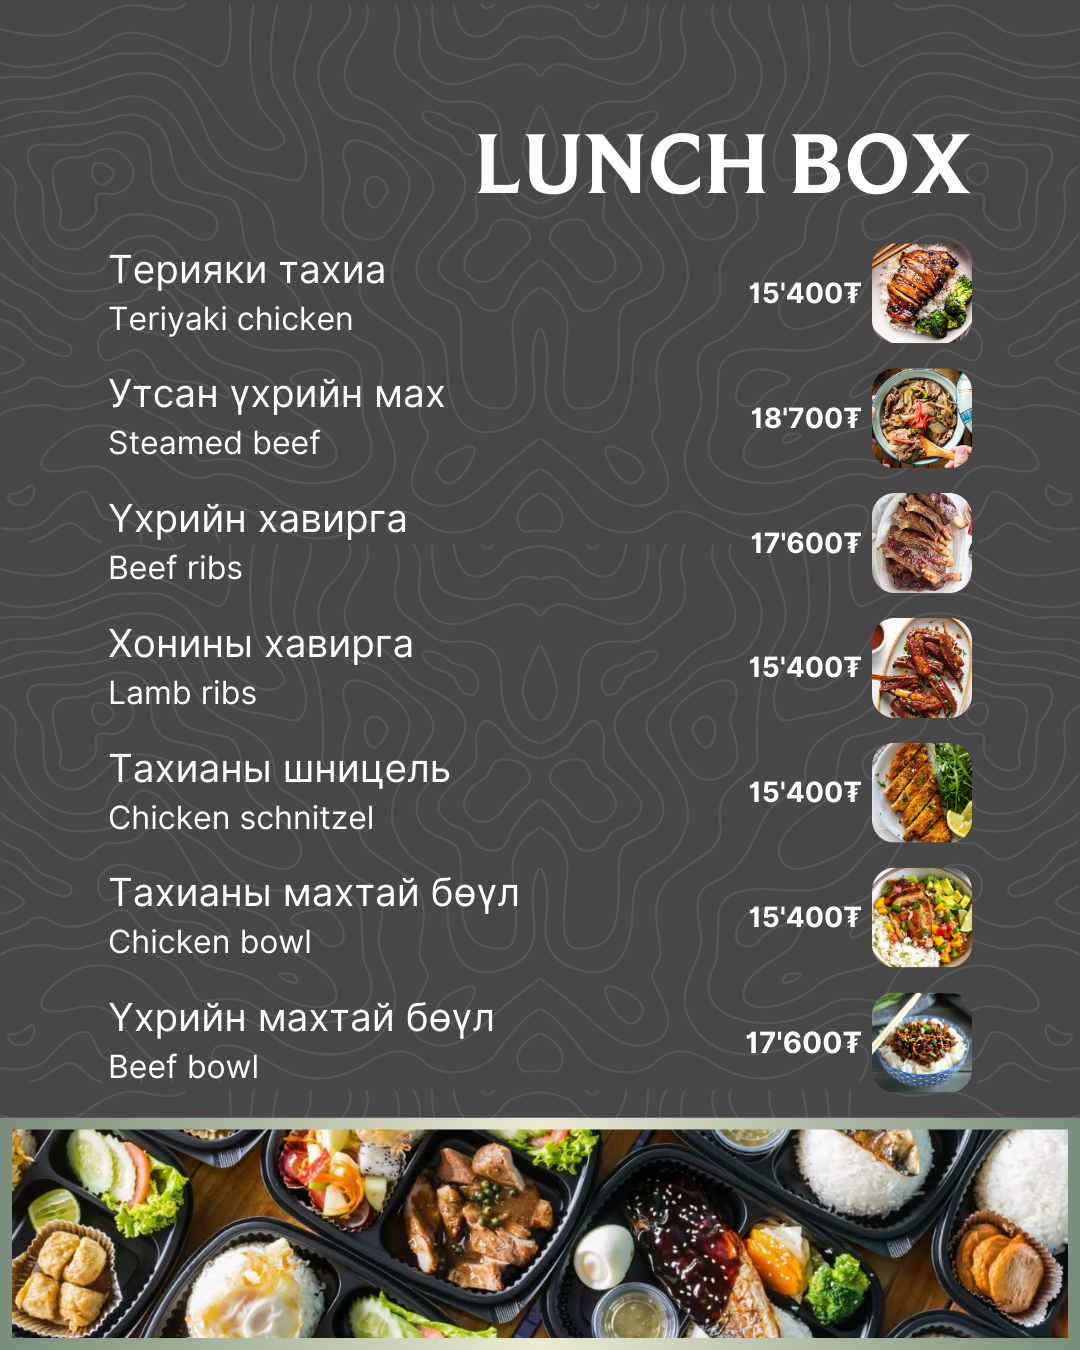 LUNCH BOX
Терияки тахиа
Teriyaki chicken
15'400₮
Утсан үхрийн мах
Steamed beef
18'700₮
Үхрийн хавирга
Beef ribs
17'600₮
Хонины хавирга
Lamb ribs
15'400₮
Тахианы шницель
Chicken schnitzel
15'400₮
Тахианы махтай бөүл
Chicken bowl
15'400₮
Үхрийн махтай бөүл
Beef bowl
17'600₮